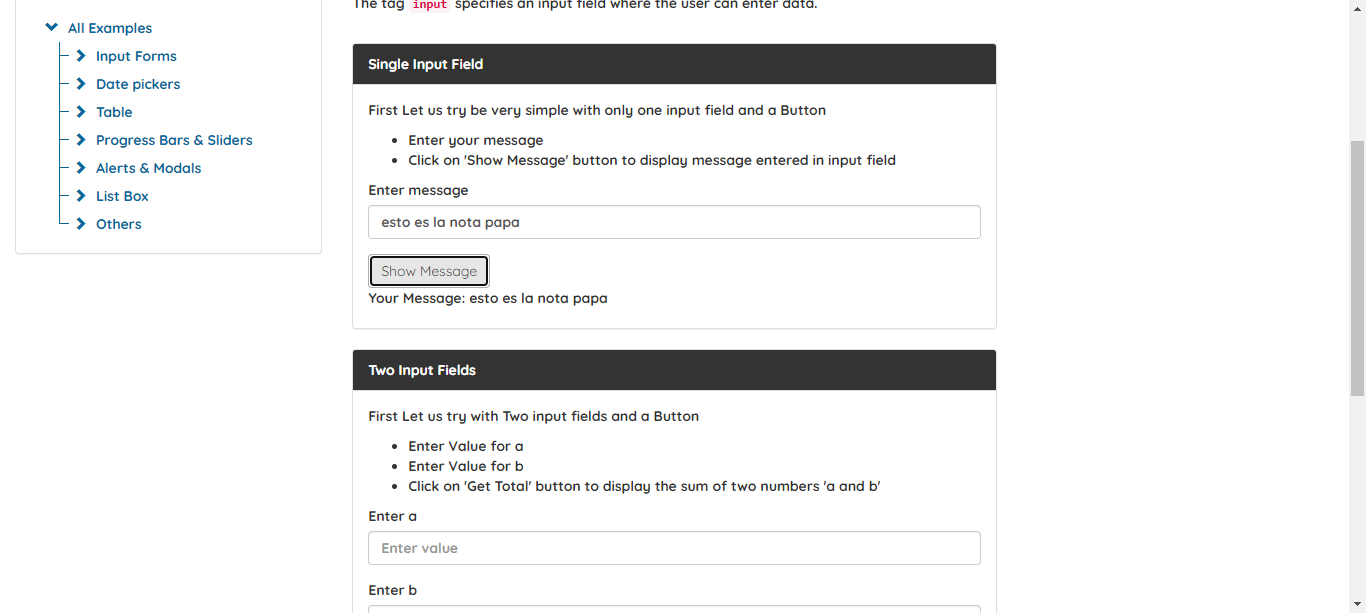 The tag input specifies an input field where the user can enter data.
All Examples
Input Forms
Date pickers
Table
Progress Bars & Sliders
Alerts & Modals
List Box
Others
Single Input Field
First Let us try be very simple with only one input field and a Button
Enter your message
Click on 'Show Message' button to display message entered in input field
Enter message
esto es la nota papa
Show Message
Your Message: esto es la nota papa
Two Input Fields
First Let us try with Two input fields and a Button
Enter Value for a
Enter Value for b
Click on 'Get Total' button to display the sum of two numbers 'a and b'
Enter a
Enter value
Enter b